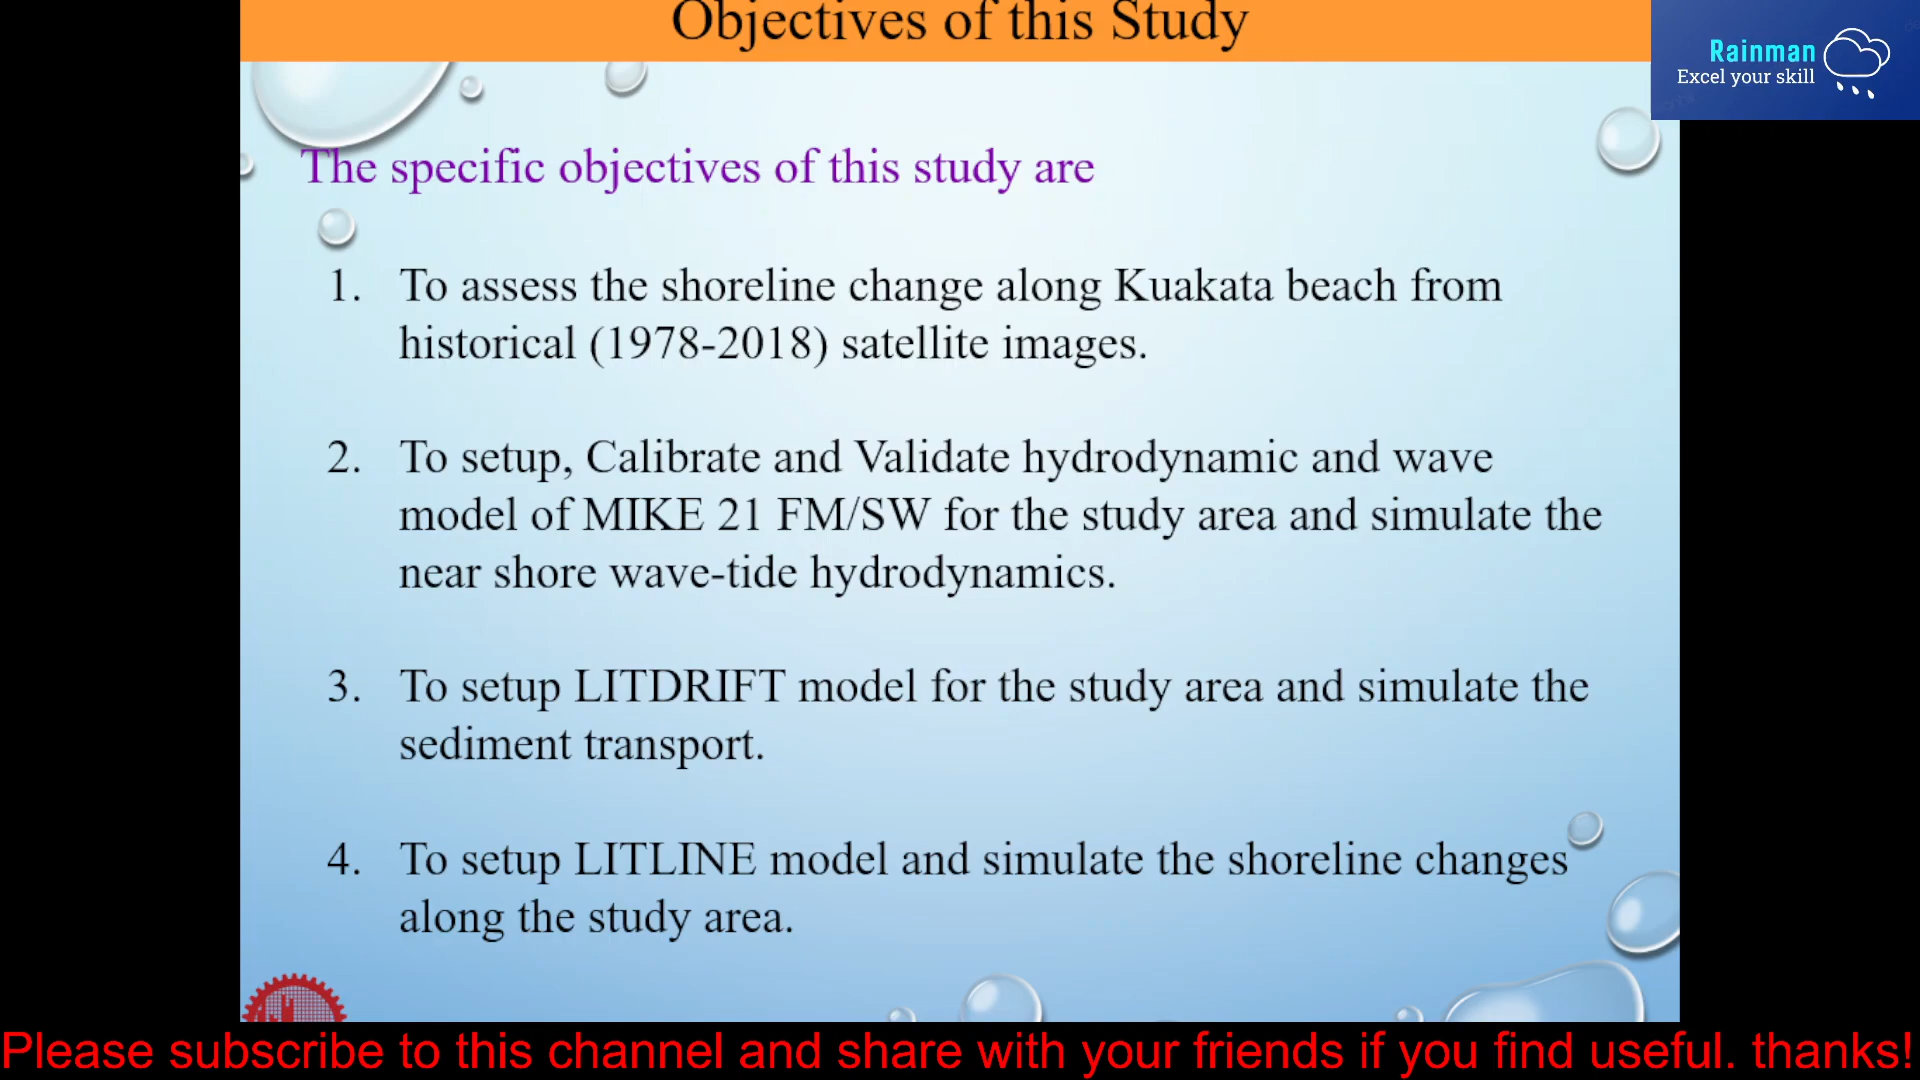 Objectives of this Study
Rainman
Excel your skill
The specific objectives of this study are
1. To assess the shoreline change along Kuakata beach from
historical (1978-2018) satellite images.
2. To setup, Calibrate and Validate hydrodynamic and wave
model of MIKE 21 FM/SW for the study area and simulate the
near shore wave-tide hydrodynamics.
3. To setup LITDRIFT model for the study area and simulate the
sediment transport.
4. To setup LITLINE model and simulate the shoreline changes
along the study area.
Please subscribe to this channel and share with your friends if you find useful. thanks!